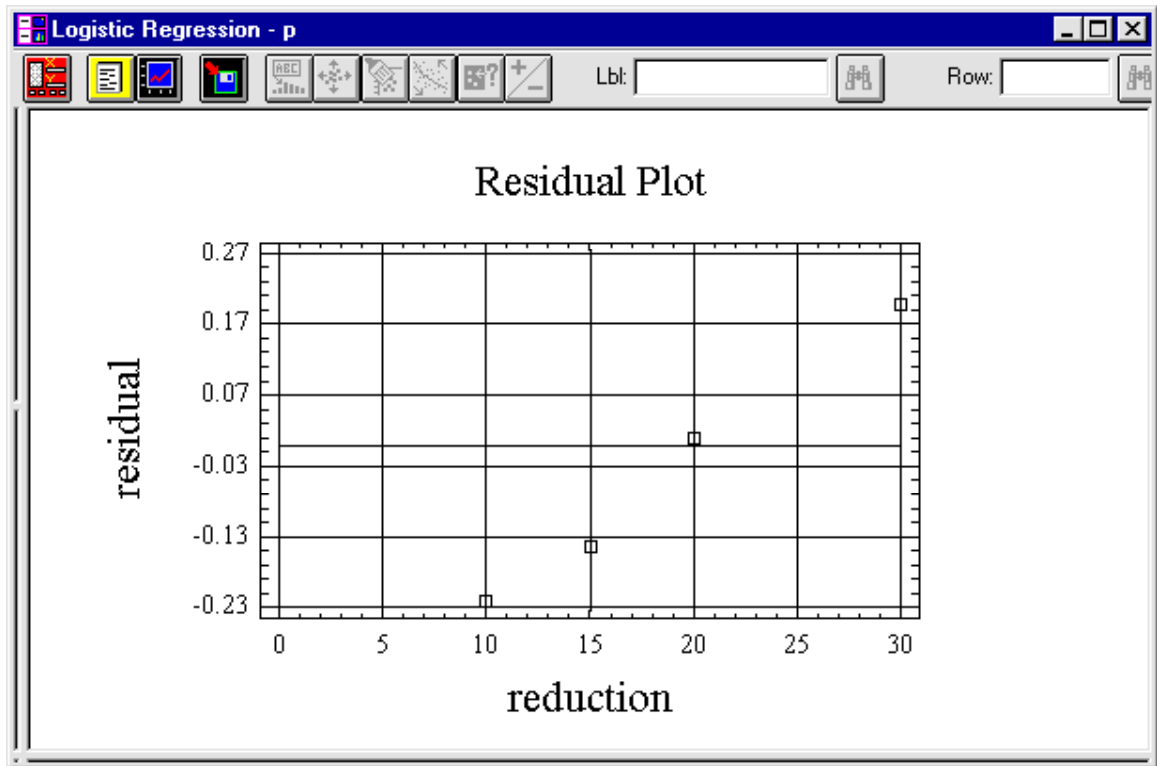 Logistic Regression - p
ABC
Lbl: Row:
Residual Plot
0.27
0.17
0.07
-0.03
-0.13
-0.23
residual
0 5 10 15 20 25 30
reduction